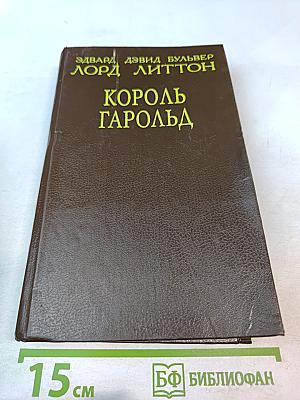 ЭДВАРД ДЭВИД БУЛЬВЕР
ЛОРД ЛИТТОН
КОРОЛЬ
ГАРОЛЬД
15 см
БФ БИБЛИОФАН